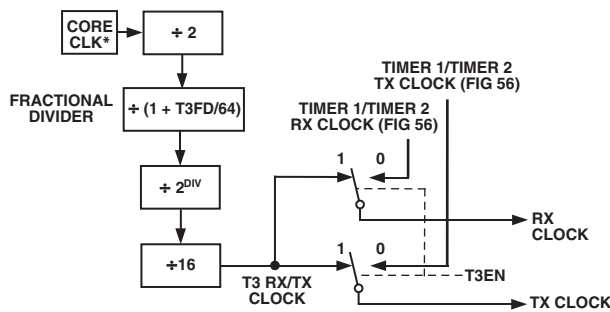 CORE
CLK*
÷ 2
FRACTIONAL
DIVIDER
÷ (1 + T3FD/64)
TIMER 1/TIMER 2
TX CLOCK (FIG 56)
TIMER 1/TIMER 2
RX CLOCK (FIG 56)
÷ 2DIV
1 0
RX
CLOCK
÷16
T3 RX/TX
CLOCK
1 0
T3EN
TX CLOCK